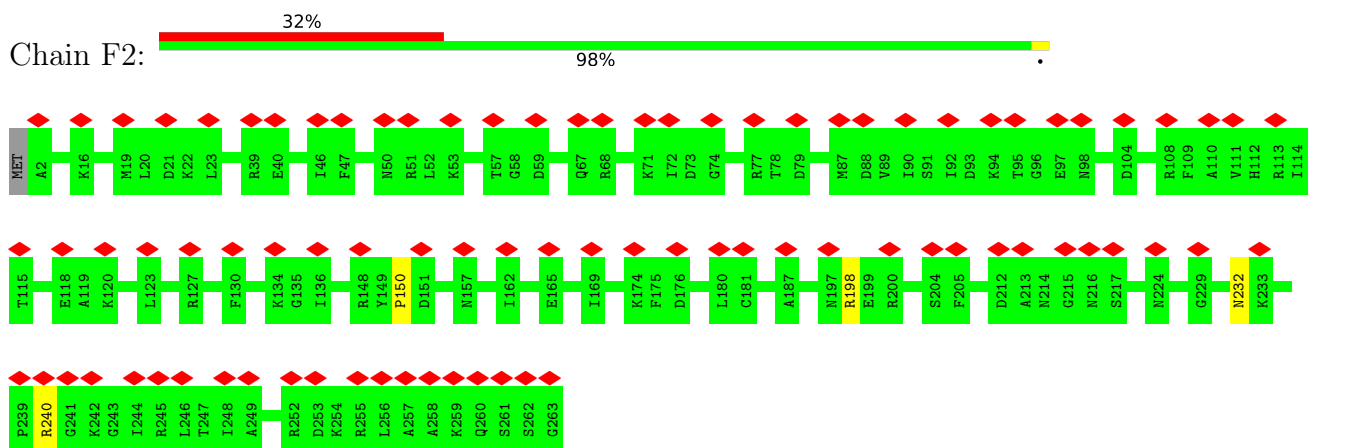 32%
Chain F2:
98%
•
MET A2 K16 M19 L20 D21 K22 L23 R39 E40 I46 F47 N50 R51 L52 K53 T57 G58 D59 Q67 R68 K71 I72 D73 G74 R77 T78 D79 M87 D88 V89 I90 S91 I92 D93 K94 T95 G96 E97 N98 D104 R108 F109 A110 V111 H112 R113 I114
T115 E118 A119 K120 L123 R127 F130 K134 G135 I136 R148 Y149 P150 D151 N157 I162 E165 I169 K174 F175 D176 L180 C181 A187 N197 R198 E199 R200 S204 F205 D212 A213 N214 G215 N216 S217 N224 G229 N232 K233
P239 R240 G241 K242 G243 I244 R245 L246 T247 I248 A249 R252 D253 K254 R255 L256 A257 A258 K259 Q260 S261 S262 G263